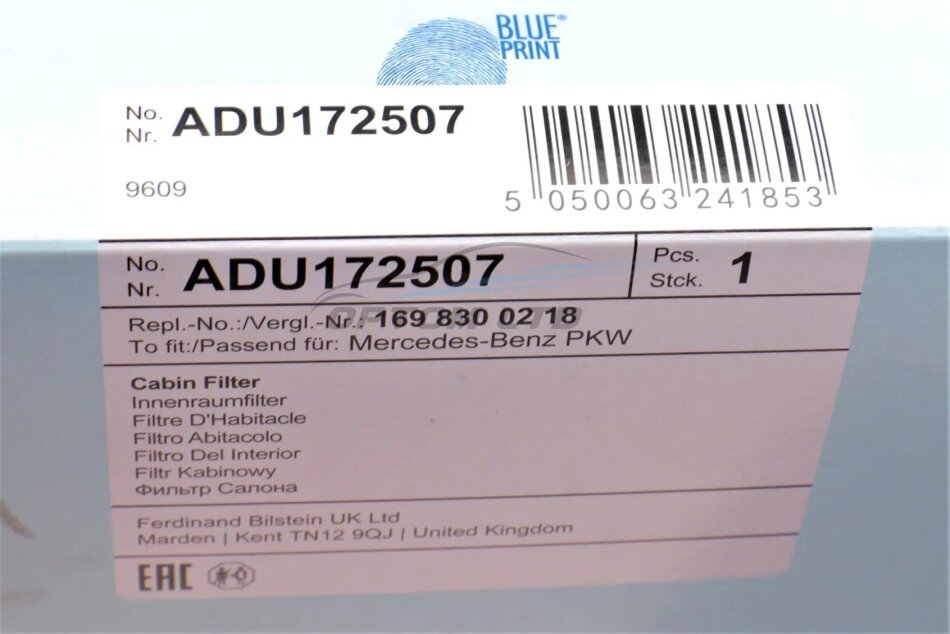 BLUE®
PRINT
No.
Nr.
ADU172507
9609
5 050063 241853
No.
Nr.
ADU172507
Pcs.
Stck.
1
Repl.-No.:/Vergl.-Nr.: 169 830 02 18
To fit:/Passend für: Mercedes-Benz PKW
Cabin Filter
Innenraumfilter
Filtre D'Habitacle
Filtro Abitacolo
Filtro Del Interior
Filtr Kabinowy
Фильтр Салона
Ferdinand Bilstein UK Ltd
Marden | Kent TN12 9QJ | United Kingdom
EAC